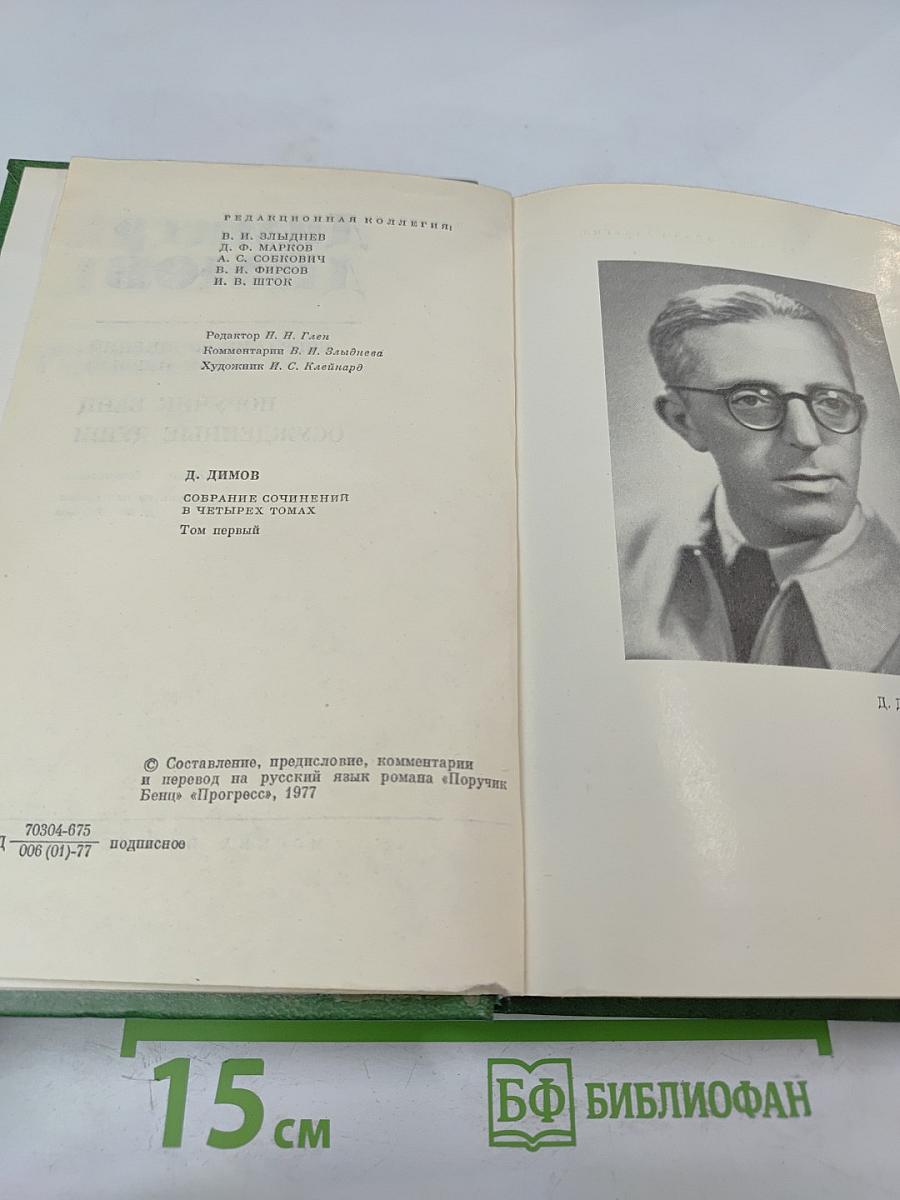 РЕДАКЦИОННАЯ КОЛЛЕГИЯ:
В. И. ЗЛЫДНЕВ
Д. Ф. МАРКОВ
А. С. СОБКОВИЧ
В. И. ФИРСОВ
И. В. ШТОК
Редактор Н. Н. Глен
Комментарии В. И. Злыднева
Художник И. С. Клейнард
Д. ДИМОВ
СОБРАНИЕ СОЧИНЕНИЙ
В ЧЕТЫРЕХ ТОМАХ
Том первый
© Составление, предисловие, комментарии
и перевод на русский язык романа «Поручик
Бенц» «Прогресс», 1977
70304-675
006 (01)-77
подписное
Д.
15 см
БФ БИБЛИОФАН